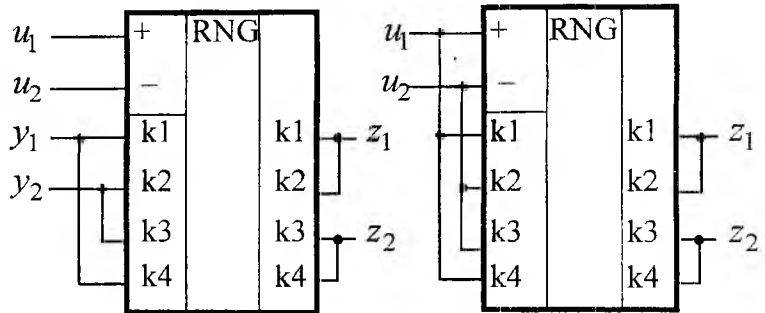 u₁ + RNG u₁ + RNG
u₂ − u₂ −
y₁ k1 k1 z₁ k1 k1 z₁
y₂ k2 k2 k2 k2
k3 k3 z₂ k3 k3 z₂
k4 k4 k4 k4